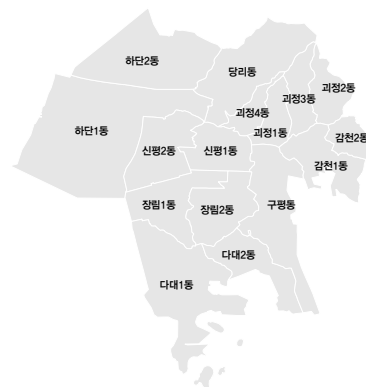 하단2동
당리동
괴정2동
괴정3동
괴정4동
하단1동
괴정1동
감천2동
신평2동
신평1동
감천1동
장림1동
장림2동
구평동
다대2동
다대1동